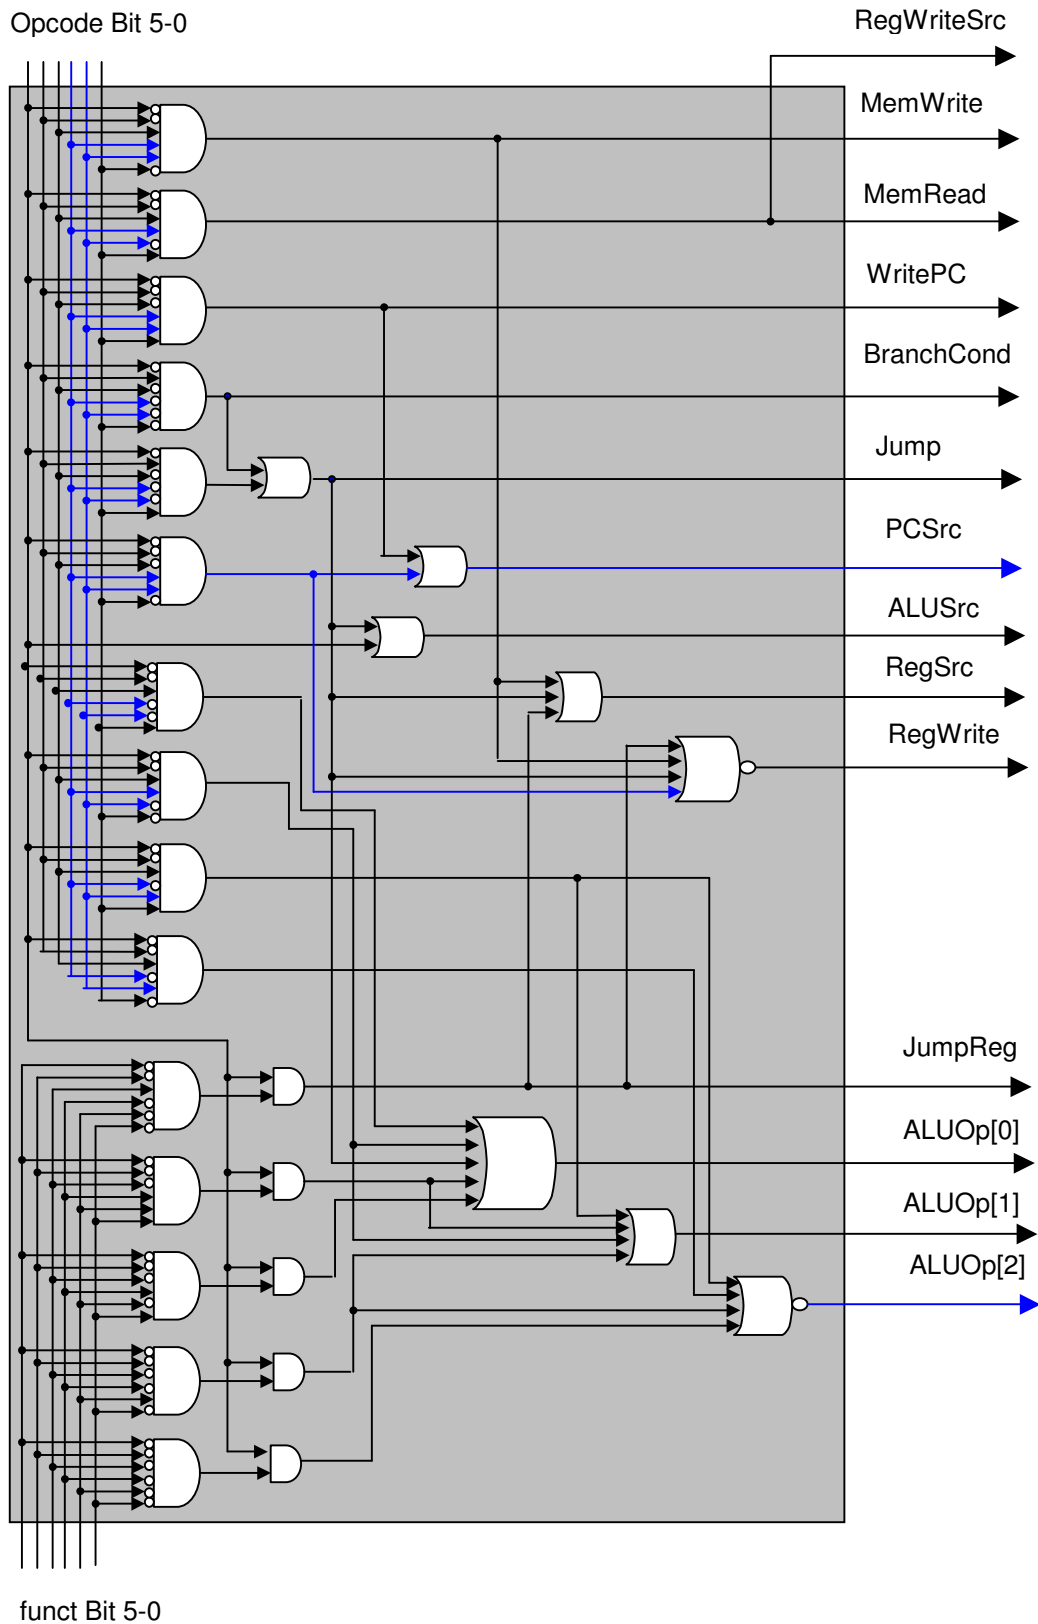 Opcode Bit 5-0
RegWriteSrc
MemWrite
MemRead
WritePC
BranchCond
Jump
PCSrc
ALUSrc
RegSrc
RegWrite
JumpReg
ALUOp[0]
ALUOp[1]
ALUOp[2]
funct Bit 5-0